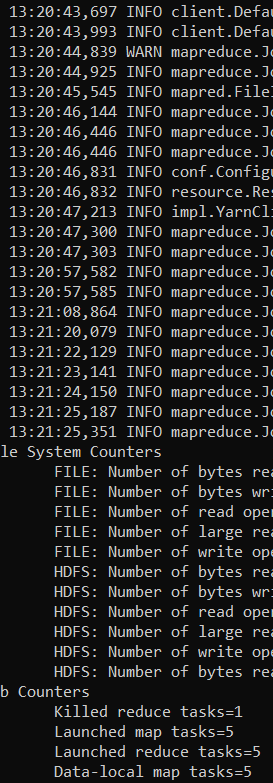 13:20:43,697 INFO client.Defau
13:20:43,993 INFO client.Defau
13:20:44,839 WARN mapreduce.Jo
13:20:44,925 INFO mapreduce.Jo
13:20:45,545 INFO mapred.FileI
13:20:46,144 INFO mapreduce.Jo
13:20:46,446 INFO mapreduce.Jo
13:20:46,446 INFO mapreduce.Jo
13:20:46,831 INFO conf.Configu
13:20:46,832 INFO resource.Res
13:20:47,213 INFO impl.YarnCli
13:20:47,300 INFO mapreduce.Jo
13:20:47,303 INFO mapreduce.Jo
13:20:57,582 INFO mapreduce.Jo
13:20:57,585 INFO mapreduce.Jo
13:21:08,864 INFO mapreduce.Jo
13:21:20,079 INFO mapreduce.Jo
13:21:22,129 INFO mapreduce.Jo
13:21:23,141 INFO mapreduce.Jo
13:21:24,150 INFO mapreduce.Jo
13:21:25,187 INFO mapreduce.Jo
13:21:25,351 INFO mapreduce.Jo
le System Counters
FILE: Number of bytes rea
FILE: Number of bytes wri
FILE: Number of read oper
FILE: Number of large rea
FILE: Number of write ope
HDFS: Number of bytes rea
HDFS: Number of bytes wri
HDFS: Number of read oper
HDFS: Number of large rea
HDFS: Number of write ope
HDFS: Number of bytes rea
b Counters
Killed reduce tasks=1
Launched map tasks=5
Launched reduce tasks=5
Data-local map tasks=5